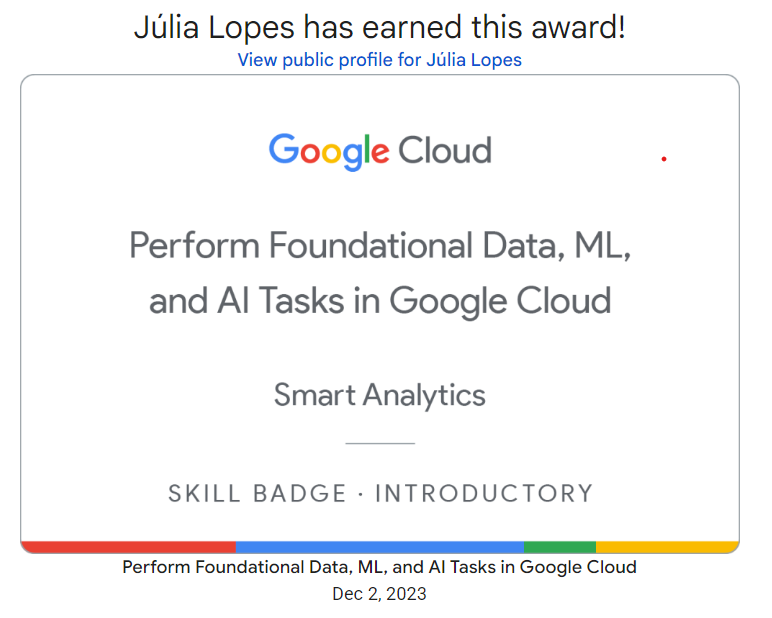 Júlia Lopes has earned this award!
View public profile for Júlia Lopes
Google Cloud
Perform Foundational Data, ML,
and AI Tasks in Google Cloud
Smart Analytics
SKILL BADGE · INTRODUCTORY
Perform Foundational Data, ML, and AI Tasks in Google Cloud
Dec 2, 2023